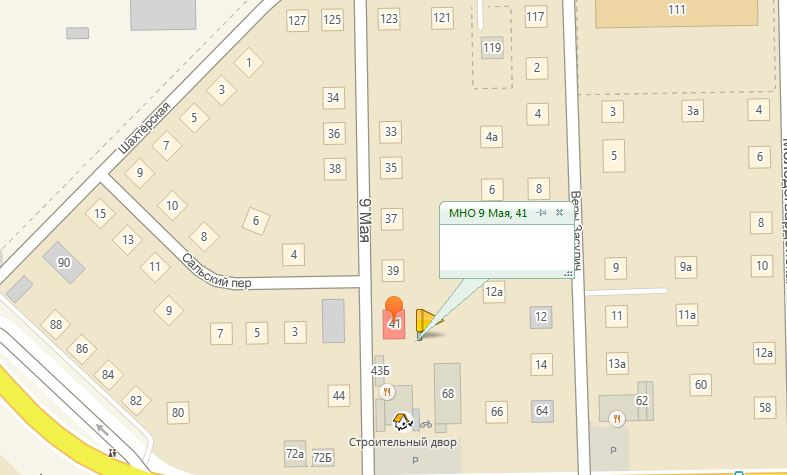 127 125 123 121 117 111
119
1 2
3 34 4 3 3а 4
5 36 33 4а
7 38 35 5 6
Шахтёрская
9 6 8
15 10 6 37 8
9 Мая
МНО 9 Мая, 41
13 8 4 39 9 9а 10
90 11 Сальский пер 12а
9 41 12 11 11а
88 7 5 3
86 14 13а 12а
84 43Б 68 60
82 44 62 58
80 66 64
Строительный двор
72а 72Б P P